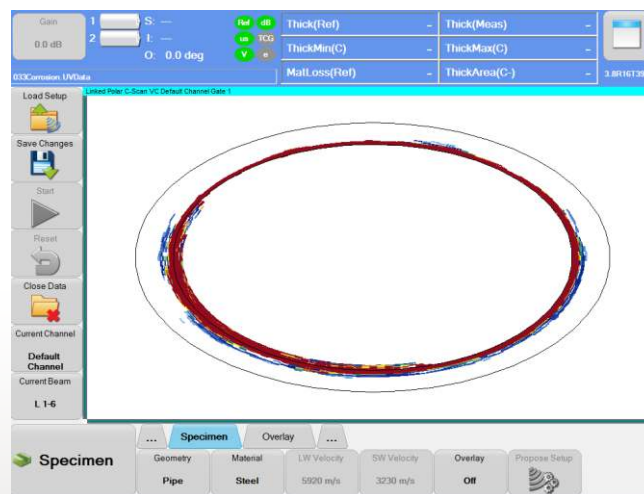 Gain
0.0 dB
1 S: ---
2 I: ---
O: 0.0 deg
Ref dB
us TCG
Thick(Ref) -
Thick(Meas) -
ThickMin(C) -
ThickMax(C) -
MatLoss(Ref) -
ThickArea(C-) -
033Corrosion.UVData
Linked Polar C-Scan VC Default Channel Gate 1
Load Setup
Save Changes
Start
Reset
Close Data
Current Channel
Default
Channel
Current Beam
L 1-6
... Specimen Overlay ...
Specimen
Geometry
Pipe
Material
Steel
LW Velocity
5920 m/s
SW Velocity
3230 m/s
Overlay
Off
Propose Setup